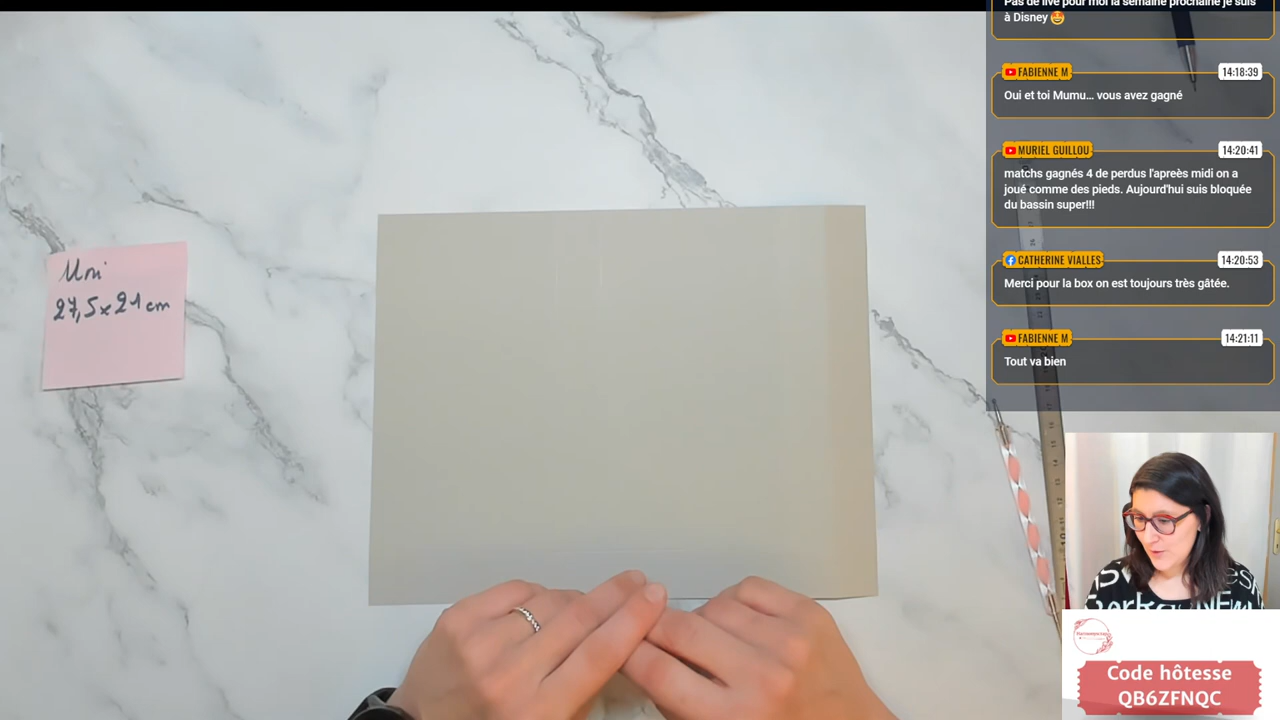 Uni
27,5x21 cm
Pas de live pour moi la semaine prochaine je suis
à Disney 🤩
FABIENNE M
14:18:39
Oui et toi Mumu… vous avez gagné
MURIEL GUILLOU
14:20:41
matchs gagnés 4 de perdus l'apreès midi on a
joué comme des pieds. Aujourd'hui suis bloquée
du bassin super!!!
CATHERINE VIALLES
14:20:53
Merci pour la box on est toujours très gâtée.
FABIENNE M
14:21:11
Tout va bien
Code hôtesse
QB6ZFNQC